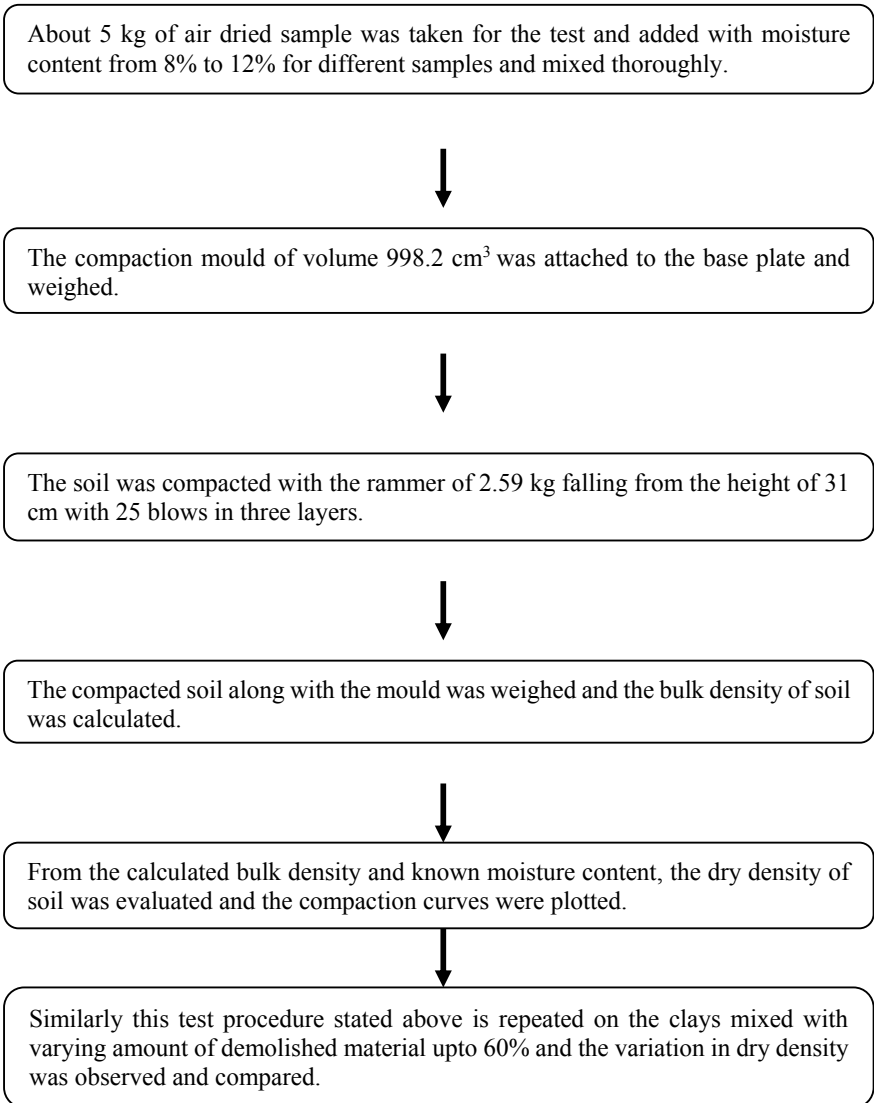 About 5 kg of air dried sample was taken for the test and added with moisture
content from 8% to 12% for different samples and mixed thoroughly.
The compaction mould of volume 998.2 cm³ was attached to the base plate and
weighed.
The soil was compacted with the rammer of 2.59 kg falling from the height of 31
cm with 25 blows in three layers.
The compacted soil along with the mould was weighed and the bulk density of soil
was calculated.
From the calculated bulk density and known moisture content, the dry density of
soil was evaluated and the compaction curves were plotted.
Similarly this test procedure stated above is repeated on the clays mixed with
varying amount of demolished material upto 60% and the variation in dry density
was observed and compared.